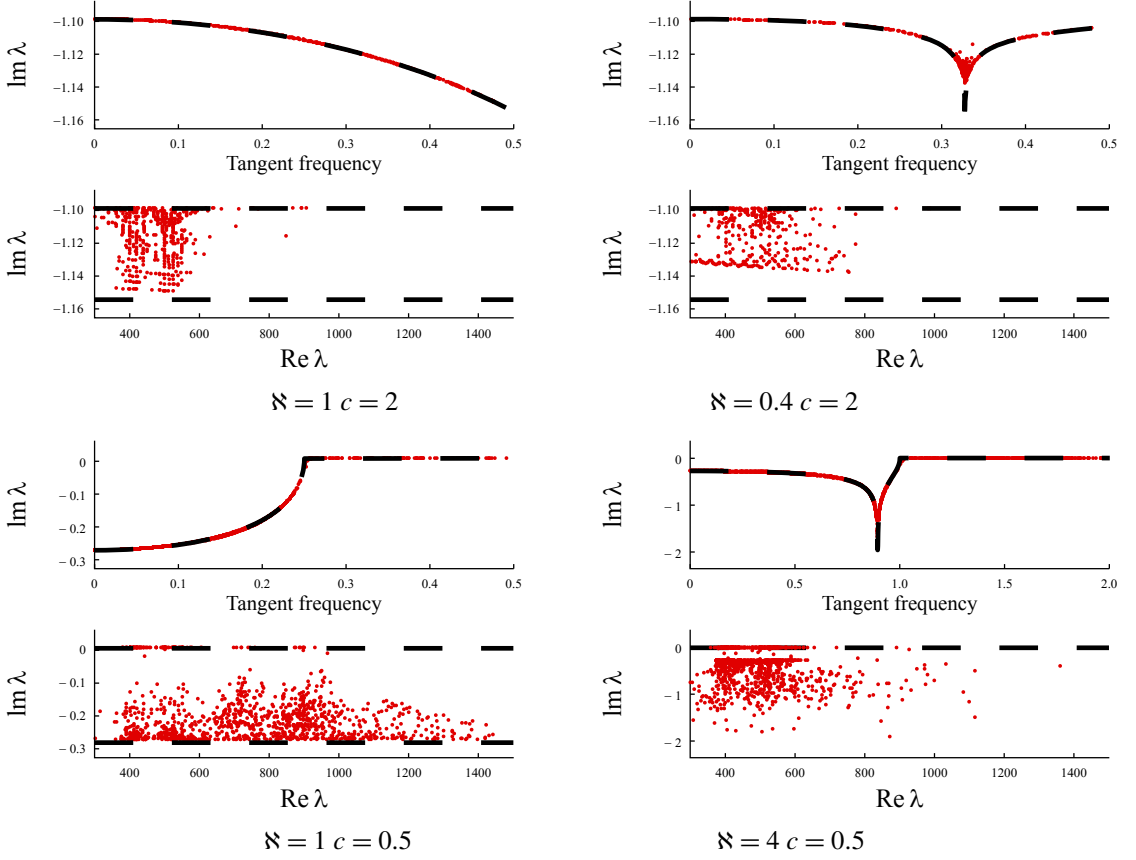 Im λ
−1.10
−1.12
−1.14
−1.16
0 0.1 0.2 0.3 0.4 0.5
Tangent frequency
Im λ
−1.10
−1.12
−1.14
−1.16
400 600 800 1000 1200 1400
Re λ
ℵ = 1 c = 2
Im λ
−1.10
−1.12
−1.14
−1.16
0 0.1 0.2 0.3 0.4 0.5
Tangent frequency
Im λ
−1.10
−1.12
−1.14
−1.16
400 600 800 1000 1200 1400
Re λ
ℵ = 0.4 c = 2
Im λ
0
− 0.1
− 0.2
− 0.3
0 0.1 0.2 0.3 0.4 0.5
Tangent frequency
Im λ
0
− 0.1
− 0.2
− 0.3
400 600 800 1000 1200 1400
Re λ
ℵ = 1 c = 0.5
Im λ
0
− 1
− 2
0 0.5 1.0 1.5 2.0
Tangent frequency
Im λ
0
− 1
− 2
400 600 800 1000 1200 1400
Re λ
ℵ = 4 c = 0.5